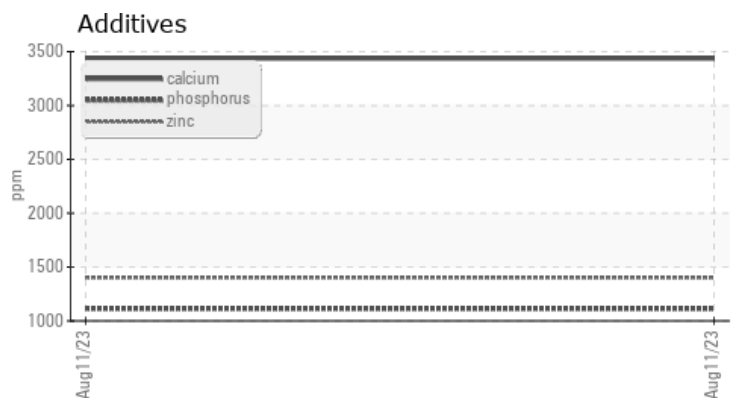 Additives
3500
3000
2500
2000
1500
1000
ppm
calcium
phosphorus
zinc
Aug11/23
Aug11/23